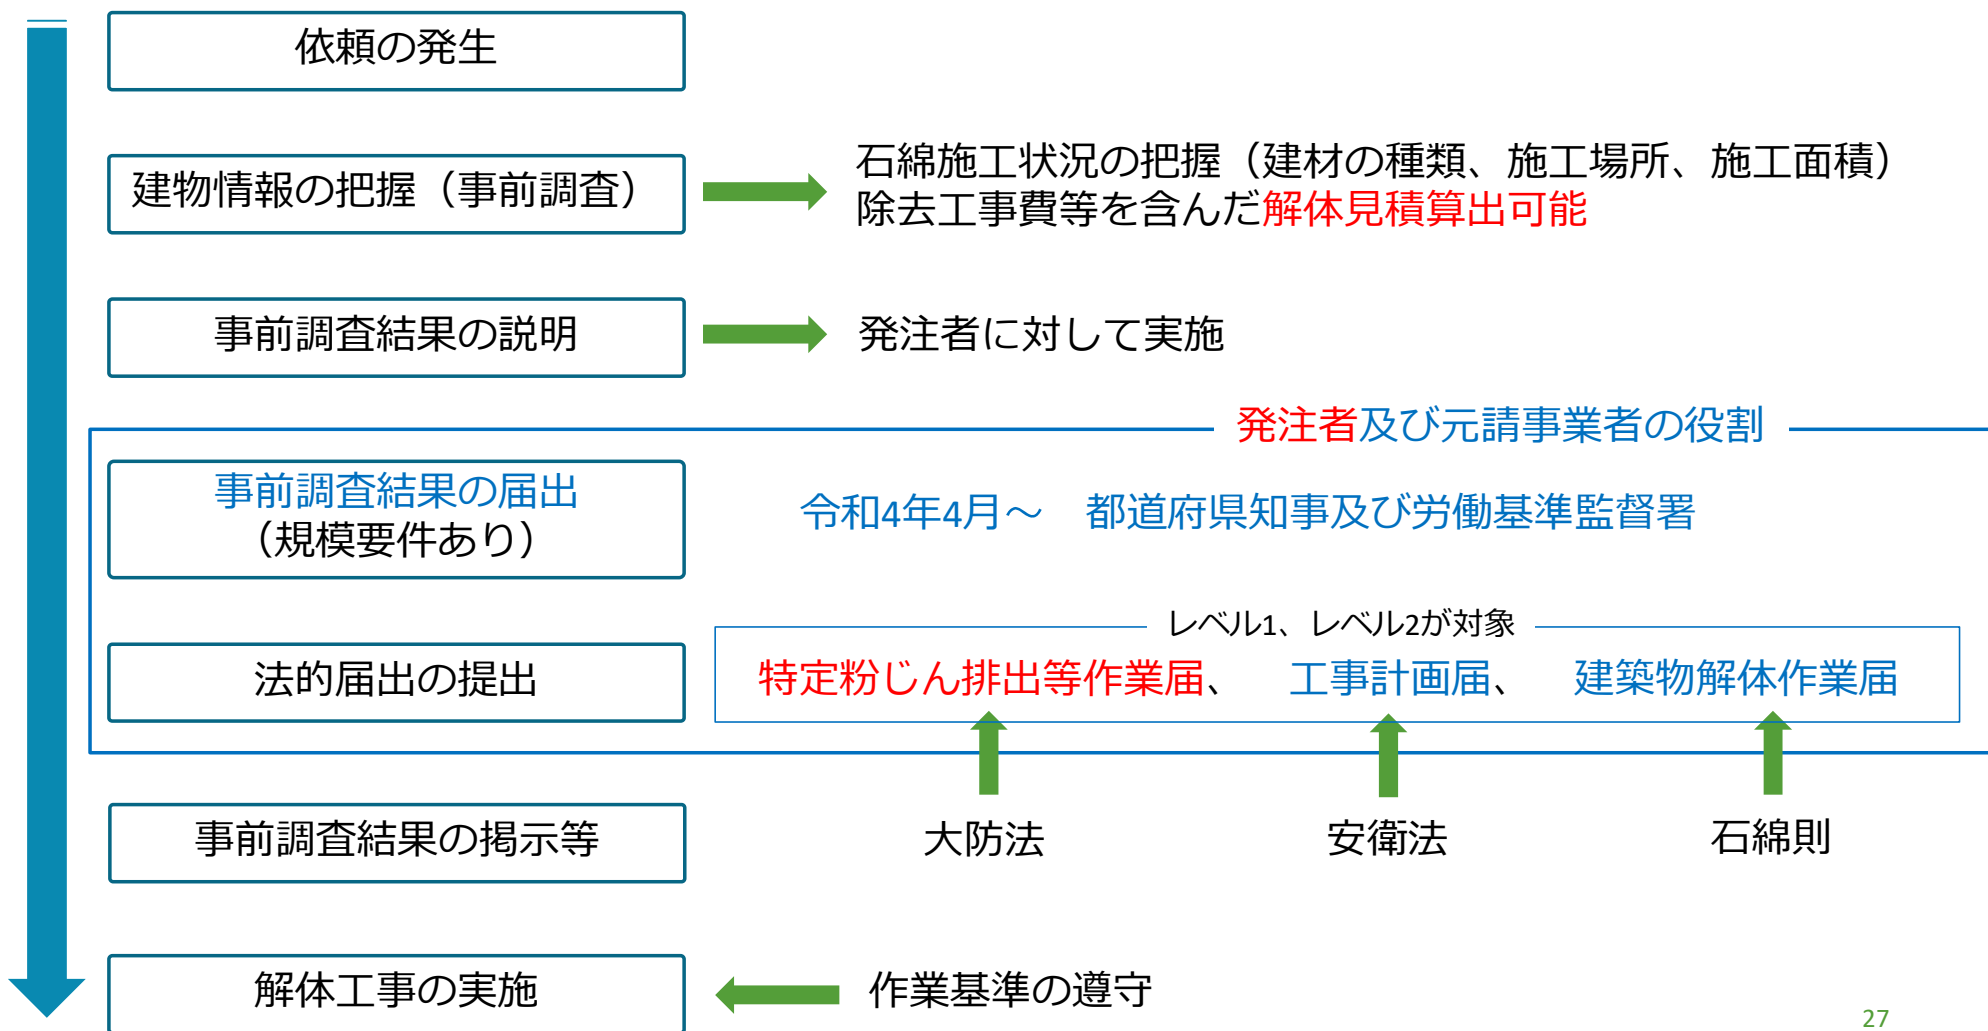 依頼の発生
建物情報の把握（事前調査）
石綿施工状況の把握（建材の種類、施工場所、施工面積）
除去工事費等を含んだ解体見積算出可能
事前調査結果の説明
発注者に対して実施
発注者及び元請事業者の役割
事前調査結果の届出
（規模要件あり）
令和4年4月～　都道府県知事及び労働基準監督署
レベル1、レベル2が対象
法的届出の提出
特定粉じん排出等作業届、　工事計画届、　建築物解体作業届
事前調査結果の掲示等
大防法
安衛法
石綿則
解体工事の実施
作業基準の遵守
27